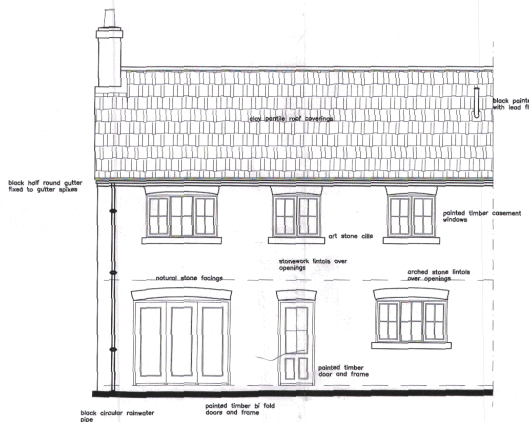 black painte
with lead fl
clay pantile roof coverings
black half round gutter
fixed to gutter spikes
painted timber casement
windows
art stone cills
stonework lintols over
openings
natural stone facings
arched stone lintols
over openings
painted timber
door and frame
painted timber bi fold
doors and frame
black circular rainwater
pipe